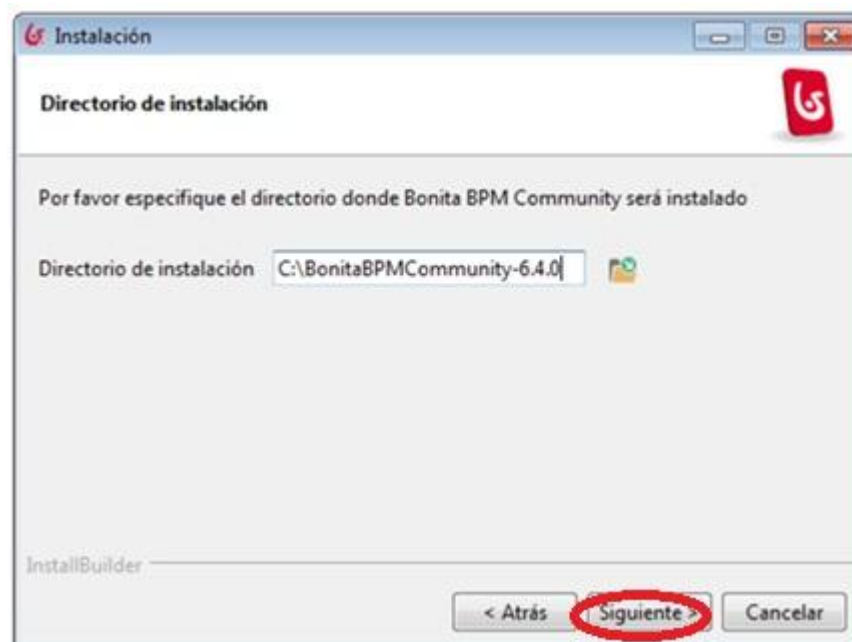 Instalación
Directorio de instalación
Por favor especifique el directorio donde Bonita BPM Community será instalado
Directorio de instalación C:\BonitaBPMCommunity-6.4.0
InstallBuilder
< Atrás Siguiente > Cancelar